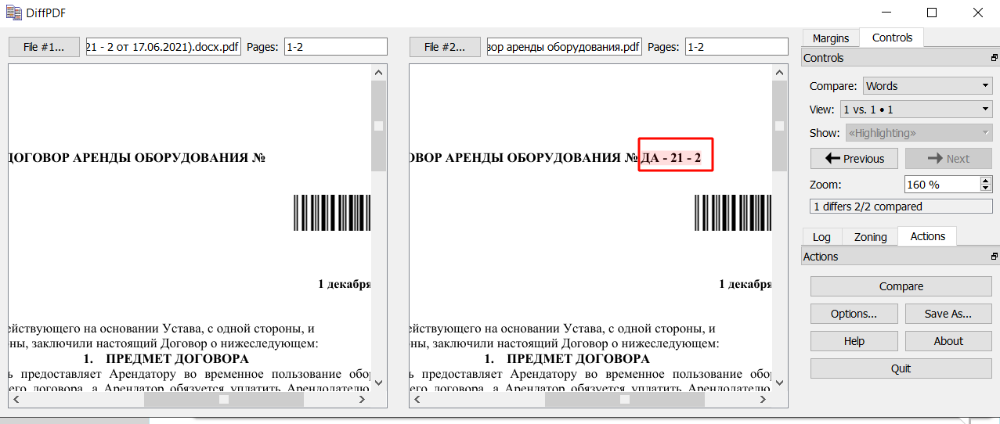 DiffPDF
File #1...
21 - 2 от 17.06.2021).docx.pdf
Pages:
1-2
ДОГОВОР АРЕНДЫ ОБОРУДОВАНИЯ №
1 декабря
ействующего на основании Устава, с одной стороны, и
оны, заключили настоящий Договор о нижеследующем:
1. ПРЕДМЕТ ДОГОВОРА
ь предоставляет Арендатору во временное пользование обо
его договора, а Арендатор обязуется уплатить Арендодателю
File #2...
вор аренды оборудования.pdf
Pages:
1-2
ОВОР АРЕНДЫ ОБОРУДОВАНИЯ № ДА - 21 - 2
1 декабря
ействующего на основании Устава, с одной стороны, и
оны, заключили настоящий Договор о нижеследующем:
1. ПРЕДМЕТ ДОГОВОРА
ь предоставляет Арендатору во временное пользование обо
его договора, а Арендатор обязуется уплатить Арендодателю
Margins
Controls
Controls
Compare:
Words
View:
1 vs. 1 • 1
Show:
«Highlighting»
Previous
Next
Zoom:
160 %
1 differs 2/2 compared
Log
Zoning
Actions
Actions
Compare
Options...
Save As...
Help
About
Quit